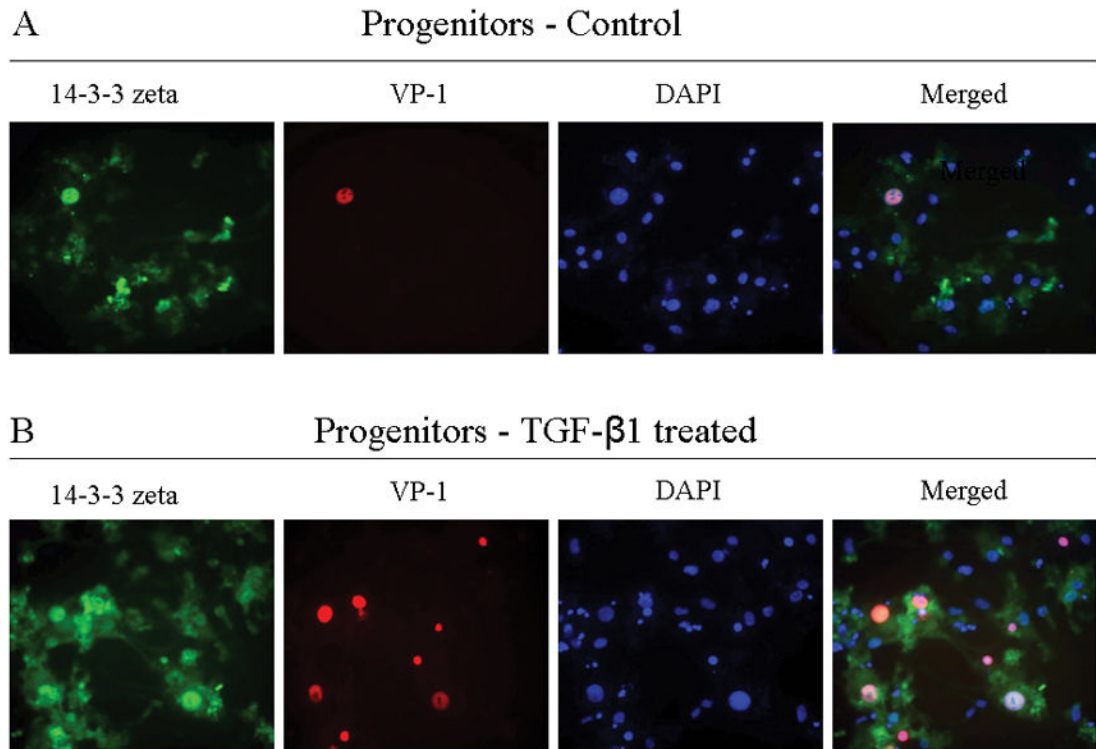 A Progenitors - Control
14-3-3 zeta VP-1 DAPI Merged
Merged
B Progenitors - TGF-β1 treated
14-3-3 zeta VP-1 DAPI Merged